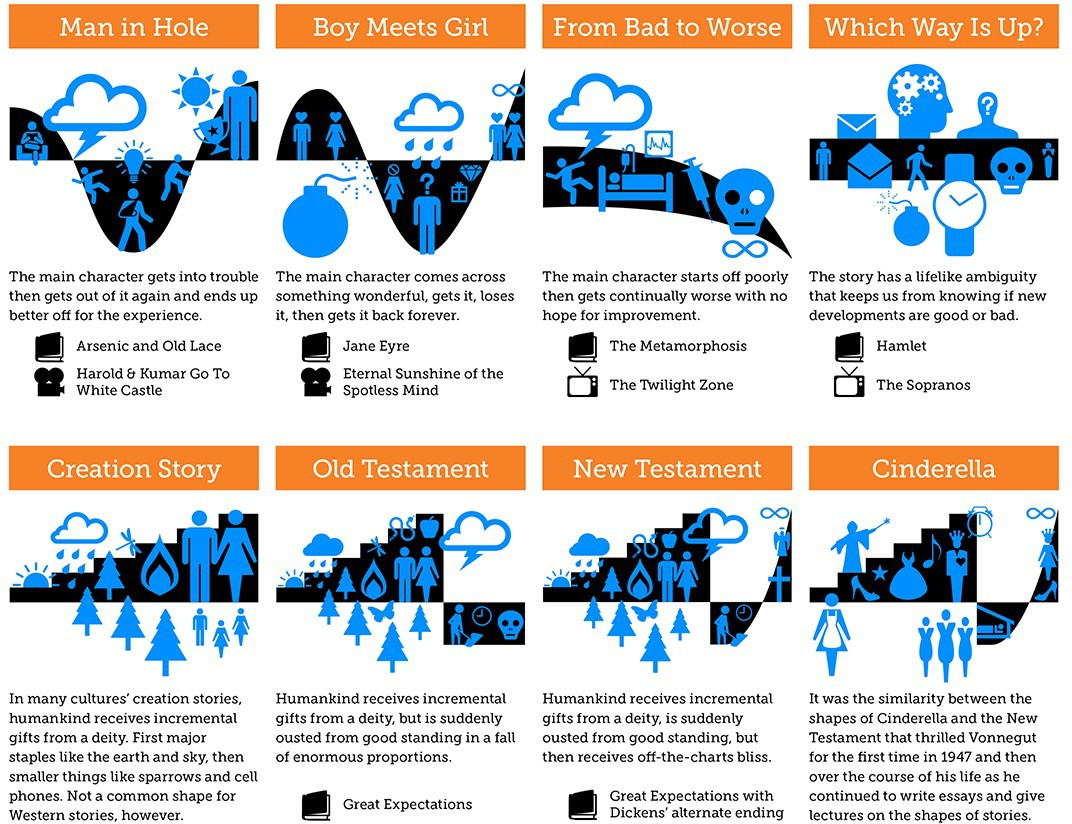 Man in Hole
The main character gets into trouble
then gets out of it again and ends up
better off for the experience.
Arsenic and Old Lace
Harold & Kumar Go To
White Castle
Boy Meets Girl
?
The main character comes across
something wonderful, gets it, loses
it, then gets it back forever.
Jane Eyre
Eternal Sunshine of the
Spotless Mind
From Bad to Worse
The main character starts off poorly
then gets continually worse with no
hope for improvement.
The Metamorphosis
The Twilight Zone
Which Way Is Up?
?
The story has a lifelike ambiguity
that keeps us from knowing if new
developments are good or bad.
Hamlet
The Sopranos
Creation Story
In many cultures’ creation stories,
humankind receives incremental
gifts from a deity. First major
staples like the earth and sky, then
smaller things like sparrows and cell
phones. Not a common shape for
Western stories, however.
Old Testament
Humankind receives incremental
gifts from a deity, but is suddenly
ousted from good standing in a fall
of enormous proportions.
Great Expectations
New Testament
Humankind receives incremental
gifts from a deity, is suddenly
ousted from good standing, but
then receives off-the-charts bliss.
Great Expectations with
Dickens’ alternate ending
Cinderella
It was the similarity between the
shapes of Cinderella and the New
Testament that thrilled Vonnegut
for the first time in 1947 and then
over the course of his life as he
continued to write essays and give
lectures on the shapes of stories.